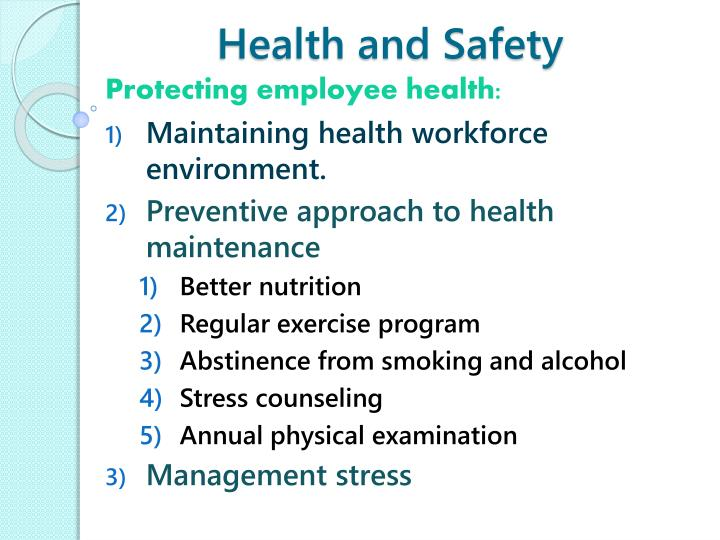 Health and Safety
Protecting employee health:
1) Maintaining health workforce
environment.
2) Preventive approach to health
maintenance
1) Better nutrition
2) Regular exercise program
3) Abstinence from smoking and alcohol
4) Stress counseling
5) Annual physical examination
3) Management stress